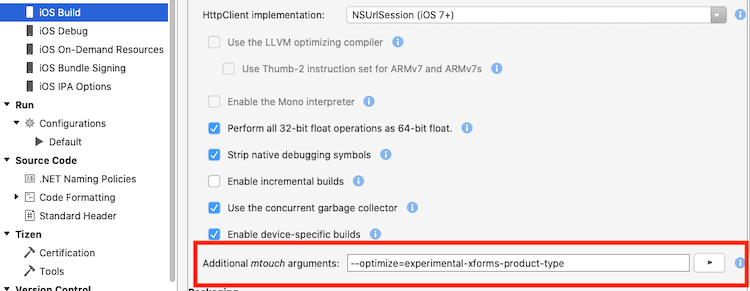 iOS Build
iOS Debug
iOS On-Demand Resources
iOS Bundle Signing
iOS IPA Options
Run
Configurations
Default
Source Code
.NET Naming Policies
Code Formatting
Standard Header
Tizen
Certification
Tools
Version Control
HttpClient implementation: NSUrlSession (iOS 7+)
Use the LLVM optimizing compiler
Use Thumb-2 instruction set for ARMv7 and ARMv7s
Enable the Mono interpreter
Perform all 32-bit float operations as 64-bit float.
Strip native debugging symbols
Enable incremental builds
Use the concurrent garbage collector
Enable device-specific builds
Additional mtouch arguments: --optimize=experimental-xforms-product-type
Packaging